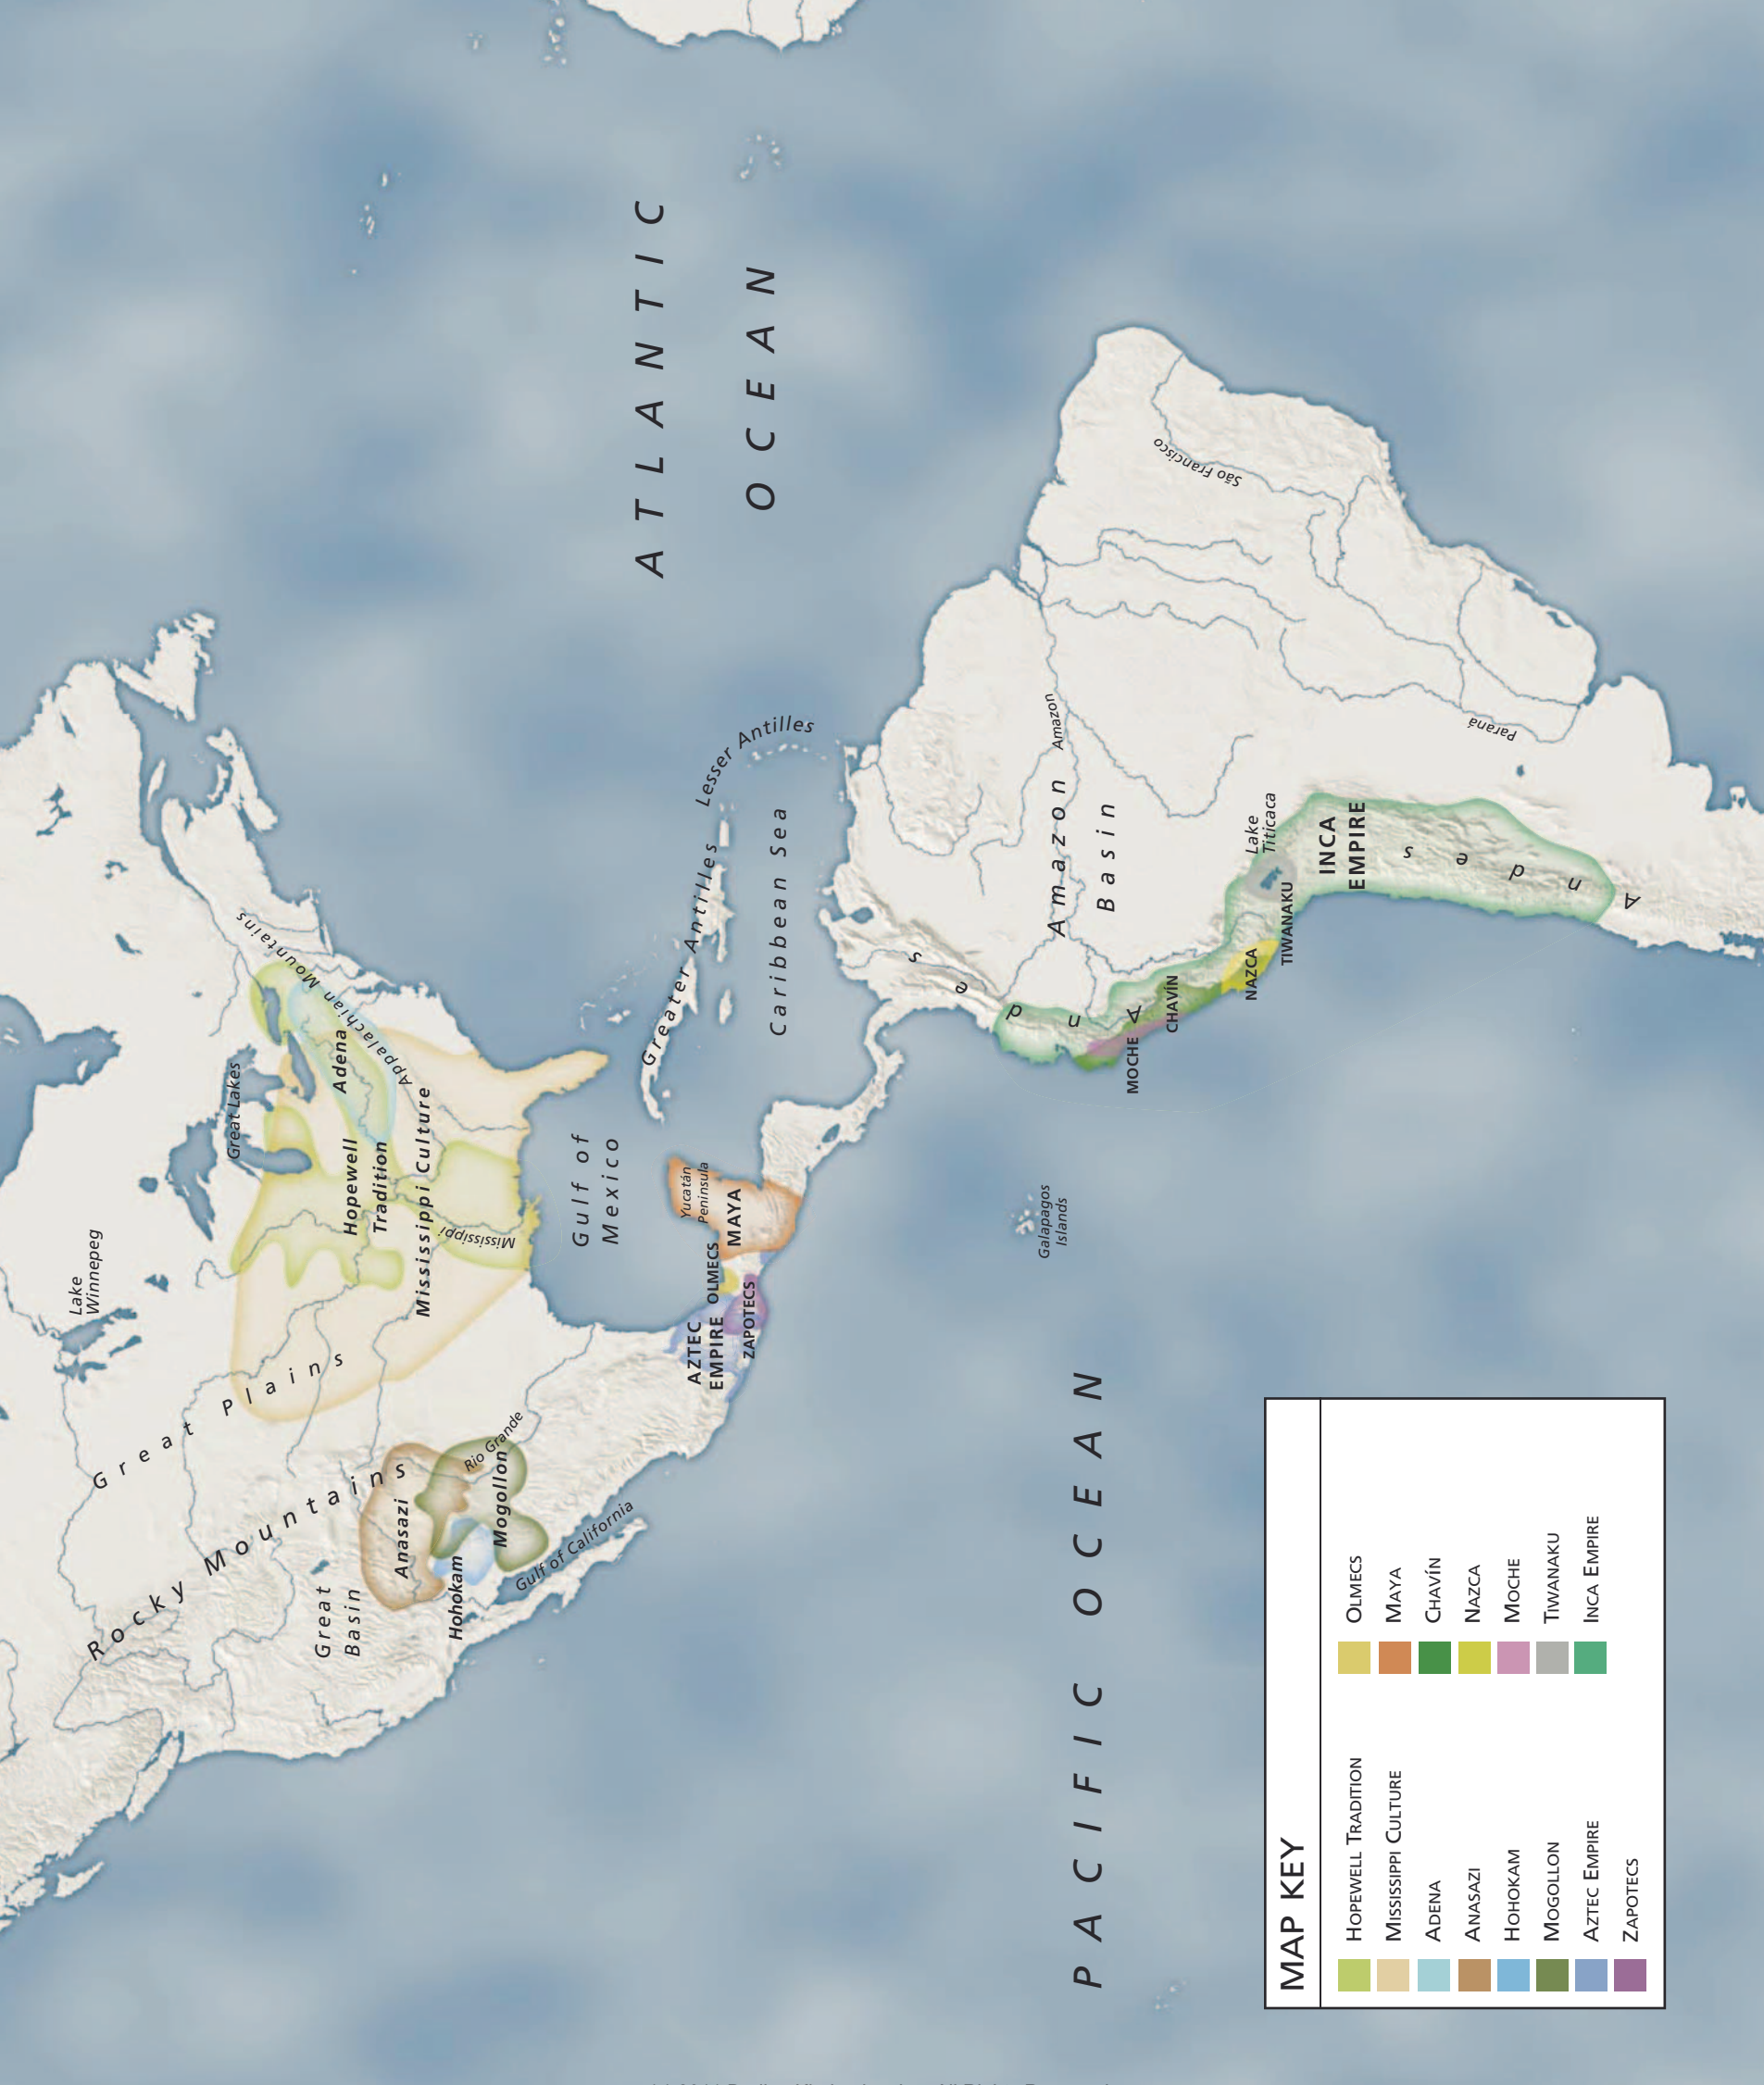 Lake
Winnepeg
Great Lakes
Rocky Mountains
Great Plains
Great
Basin
Hopewell
Tradition
Adena
Appalachian Mountains
Mississippi Culture
Mississippi
Anasazi
Hohokam
Mogollon
Rio Grande
Gulf of California
Gulf of
Mexico
ATLANTIC
OCEAN
Greater Antilles
Lesser Antilles
Caribbean Sea
Yucatán
Peninsula
MAYA
OLMECS
AZTEC
EMPIRE
ZAPOTECS
Galapagos
Islands
PACIFIC OCEAN
Amazon
Amazon
Basin
São Francisco
Paraná
Andes
MOCHE
CHAVÍN
NAZCA
TIWANAKU
Lake
Titicaca
INCA
EMPIRE
Andes
MAP KEY
HOPEWELL TRADITION
MISSISSIPPI CULTURE
ADENA
ANASAZI
HOHOKAM
MOGOLLON
AZTEC EMPIRE
ZAPOTECS
OLMECS
MAYA
CHAVÍN
NAZCA
MOCHE
TIWANAKU
INCA EMPIRE